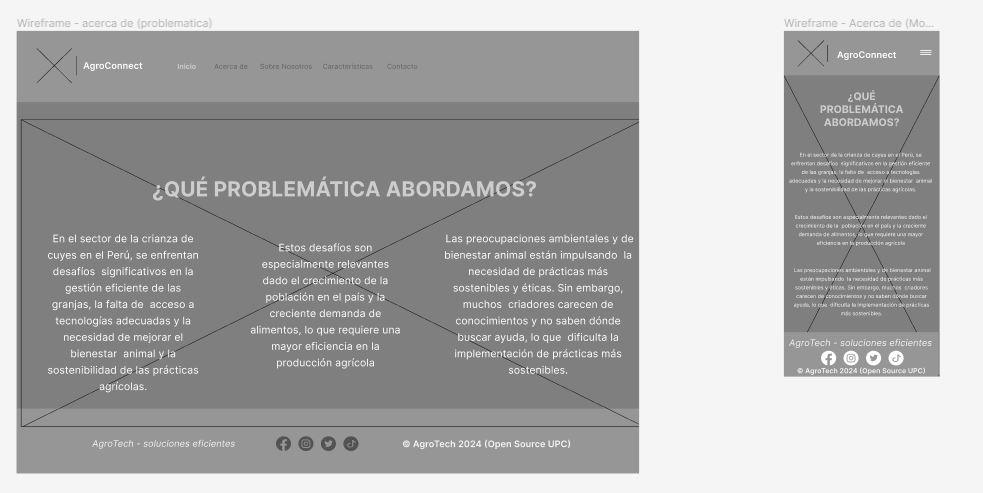 Wireframe - acerca de (problematica)
AgroConnect
Inicio Acerca de Sobre Nosotros Características Contacto
¿QUÉ PROBLEMÁTICA ABORDAMOS?
En el sector de la crianza de
cuyes en el Perú, se enfrentan
desafíos significativos en la
gestión eficiente de las
granjas, la falta de acceso a
tecnologías adecuadas y la
necesidad de mejorar el
bienestar animal y la
sostenibilidad de las prácticas
agrícolas.
Estos desafíos son
especialmente relevantes
dado el crecimiento de la
población en el país y la
creciente demanda de
alimentos, lo que requiere una
mayor eficiencia en la
producción agrícola
Las preocupaciones ambientales y de
bienestar animal están impulsando la
necesidad de prácticas más
sostenibles y éticas. Sin embargo,
muchos criadores carecen de
conocimientos y no saben dónde
buscar ayuda, lo que dificulta la
implementación de prácticas más
sostenibles.
AgroTech - soluciones eficientes
© AgroTech 2024 (Open Source UPC)
Wireframe - Acerca de (Mo...
AgroConnect
¿QUÉ
PROBLEMÁTICA
ABORDAMOS?
En el sector de la crianza de cuyes en el Perú, se
enfrentan desafíos significativos en la gestión eficiente
de las granjas, la falta de acceso a tecnologías
adecuadas y la necesidad de mejorar el bienestar animal
y la sostenibilidad de las prácticas agrícolas.
Estos desafíos son especialmente relevantes dado el
crecimiento de la población en el país y la creciente
demanda de alimentos, lo que requiere una mayor
eficiencia en la producción agrícola
Las preocupaciones ambientales y de bienestar animal
están impulsando la necesidad de prácticas más
sostenibles y éticas. Sin embargo, muchos criadores
carecen de conocimientos y no saben dónde buscar
ayuda, lo que dificulta la implementación de prácticas
más sostenibles.
AgroTech - soluciones eficientes
© AgroTech 2024 (Open Source UPC)